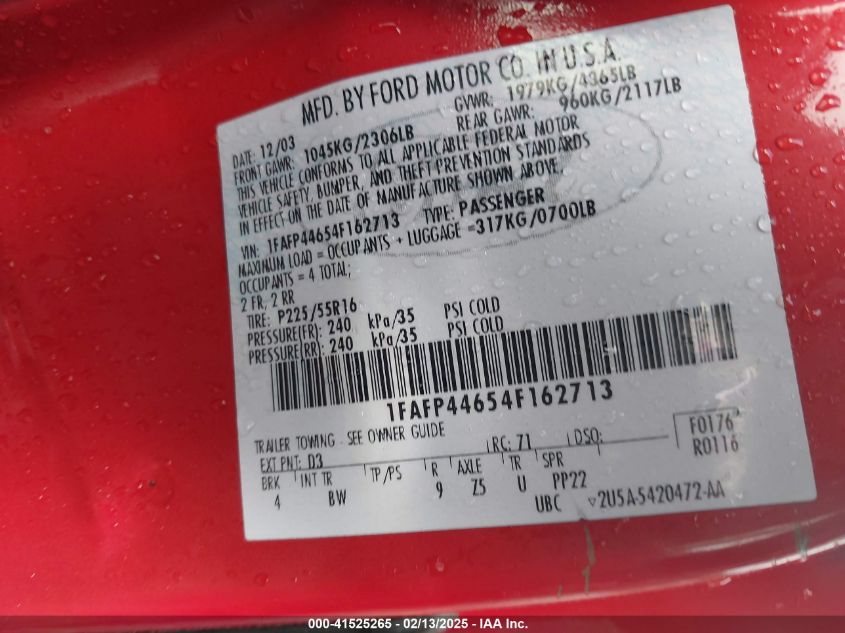 MFD. BY FORD MOTOR CO. IN U.S.A.
DATE: 12/03 GVWR: 1979KG/4365LB
FRONT GAWR: 1045KG/2306LB REAR GAWR: 960KG/2117LB
THIS VEHICLE CONFORMS TO ALL APPLICABLE FEDERAL MOTOR
VEHICLE SAFETY, BUMPER, AND THEFT PREVENTION STANDARDS
IN EFFECT ON THE DATE OF MANUFACTURE SHOWN ABOVE.
VIN: 1FAFP44654F162713 TYPE: PASSENGER
MAXIMUM LOAD = OCCUPANTS + LUGGAGE =317KG/0700LB
OCCUPANTS = 4 TOTAL;
2 FR, 2 RR
TIRE: P225/55R16
PRESSURE(FR): 240 kPa/35 PSI COLD
PRESSURE(RR): 240 kPa/35 PSI COLD
1FAFP44654F162713
TRAILER TOWING - SEE OWNER GUIDE
EXT PNT: D3 RC: 71 DSO: F0176
R0116
BRK INT TR TP/PS R AXLE TR SPR
4 BW 9 Z5 U PP22
UBC ▽2U5A-5420472-AA
000-41525265 - 02/13/2025 - IAA Inc.